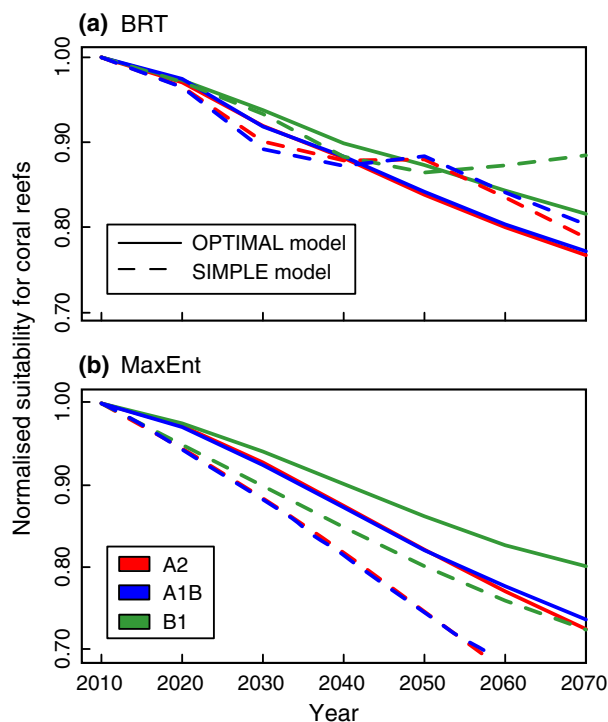 (a) BRT
1.00
0.90
0.80
0.70
OPTIMAL model
SIMPLE model
Normalised suitability for coral reefs
(b) MaxEnt
1.00
0.90
0.80
0.70
A2
A1B
B1
2010 2020 2030 2040 2050 2060 2070
Year